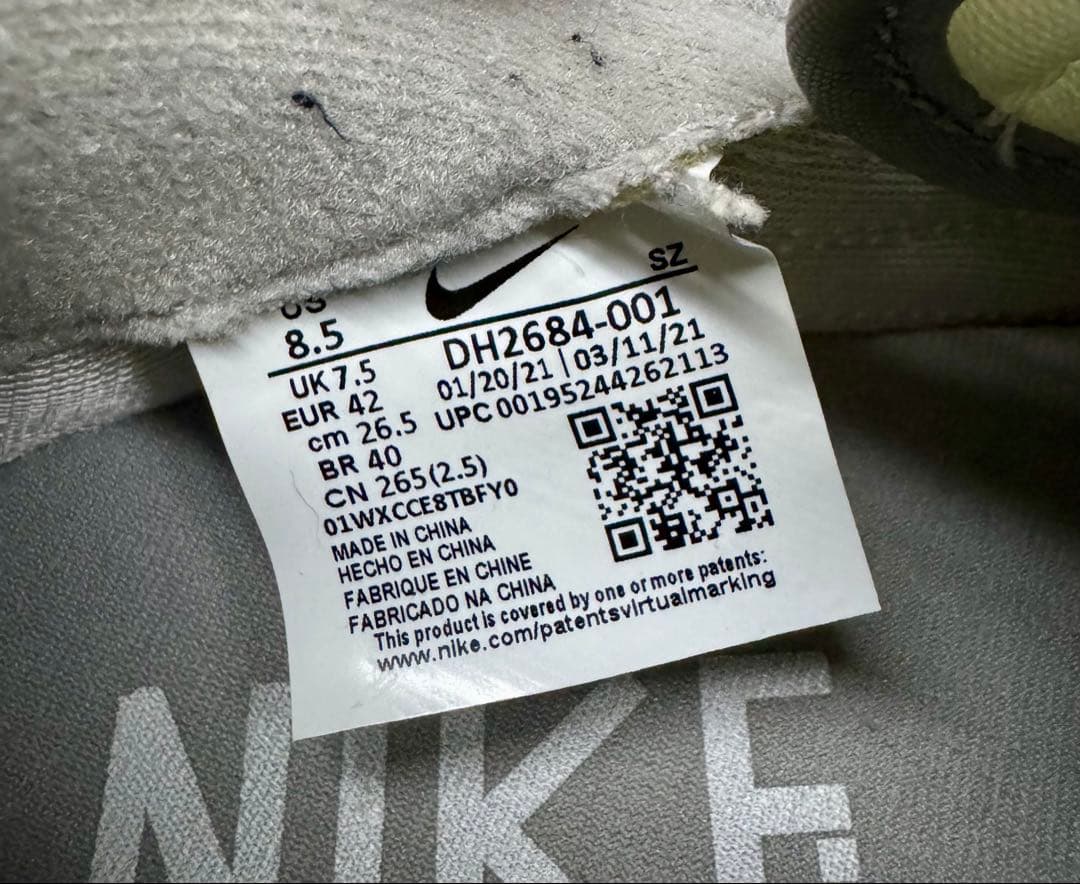 US
8.5
UK 7.5
EUR 42
cm 26.5
BR 40
CN 265(2.5)
01WXCCE8TBFY0
SZ
DH2684-001
01/20/21 | 03/11/21
UPC 00195244262113
MADE IN CHINA
HECHO EN CHINA
FABRIQUE EN CHINE
FABRICADO NA CHINA
This product is covered by one or more patents:
www.nike.com/patentsvirtualmarking
NIKE